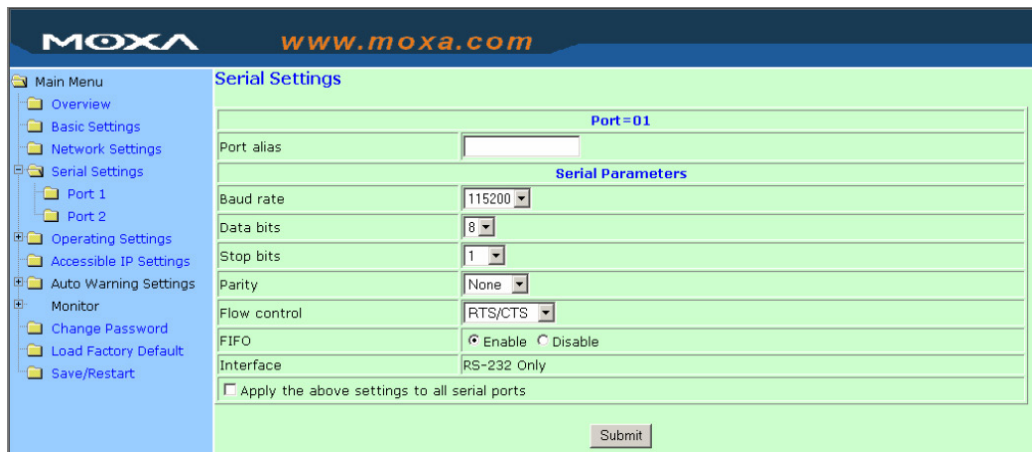 MOXA www.moxa.com
Main Menu
Overview
Basic Settings
Network Settings
Serial Settings
Port 1
Port 2
Operating Settings
Accessible IP Settings
Auto Warning Settings
Monitor
Change Password
Load Factory Default
Save/Restart
Serial Settings
Port=01
Port alias
Serial Parameters
Baud rate 115200
Data bits 8
Stop bits 1
Parity None
Flow control RTS/CTS
FIFO Enable Disable
Interface RS-232 Only
Apply the above settings to all serial ports
Submit